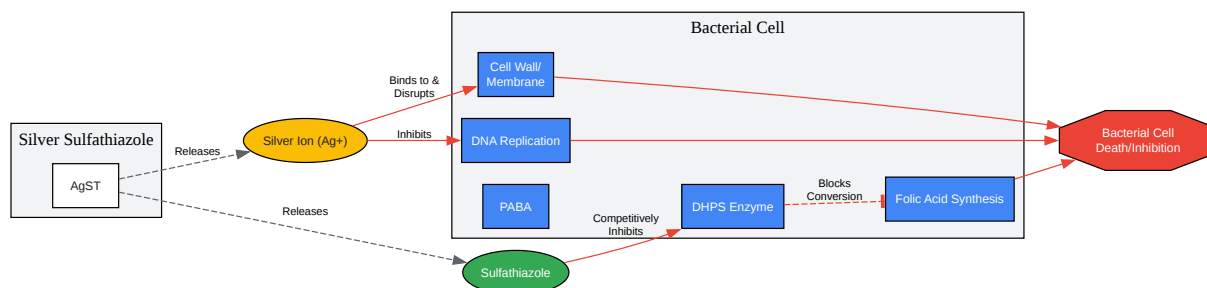 Bacterial Cell
Cell Wall/
Membrane
Binds to &
Disrupts
Silver Sulfathiazole
Silver Ion (Ag+)
Inhibits
DNA Replication
Bacterial Cell
Death/Inhibition
Releases
AgST
Releases
PABA
Competitively
Inhibits
DHPS Enzyme
Blocks
Conversion
Folic Acid Synthesis
Sulfathiazole